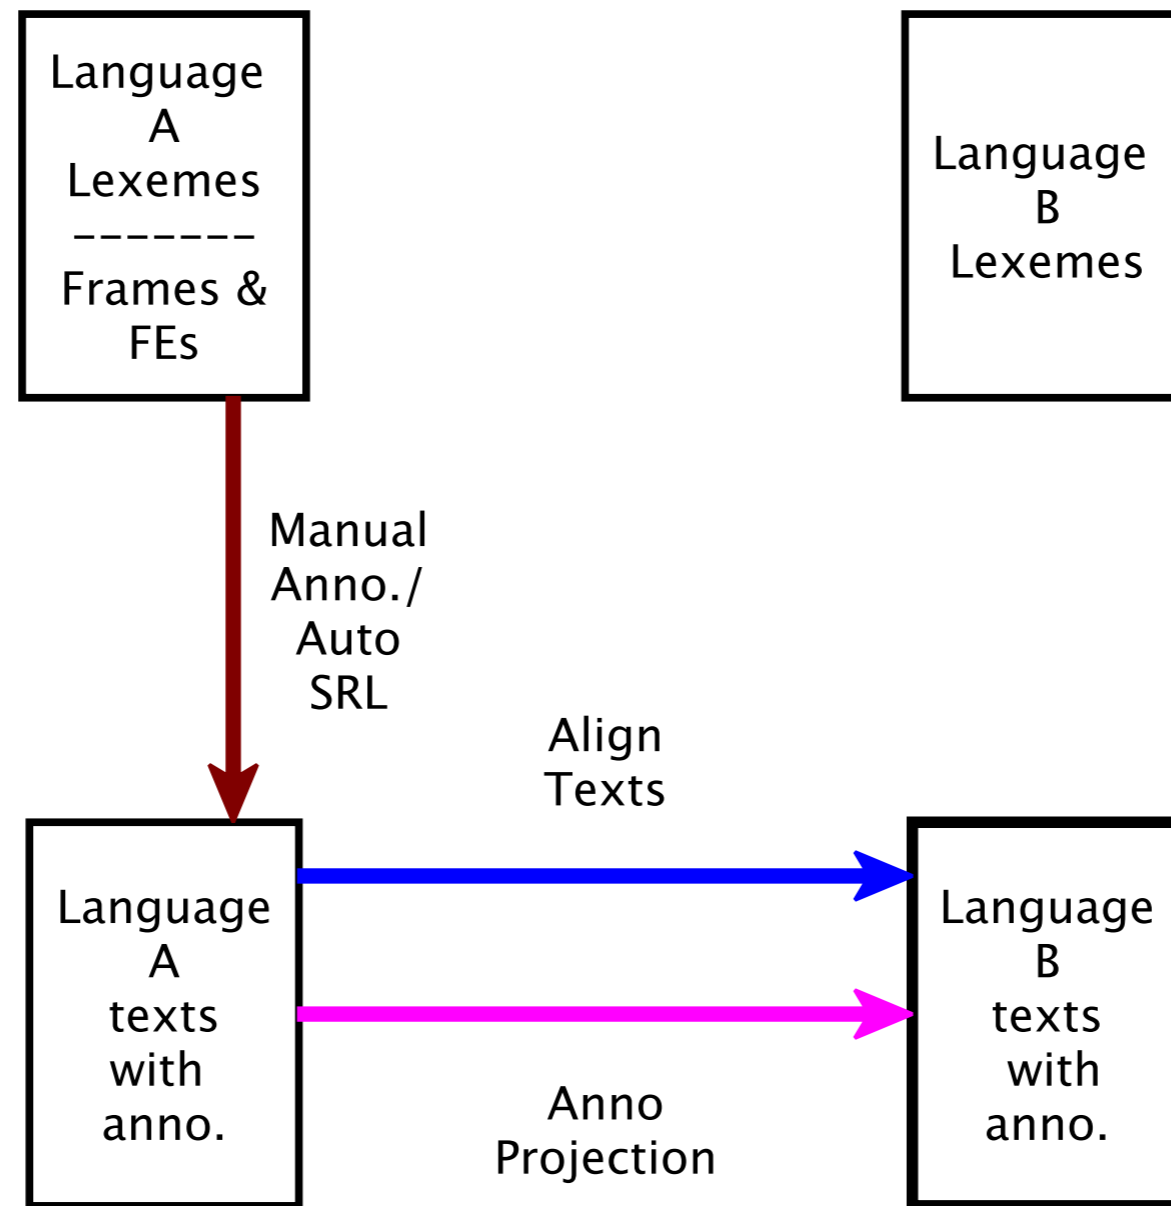 Language
A
Lexemes
-------
Frames &
FEs
Language
B
Lexemes
Manual
Anno./
Auto
SRL
Align
Texts
Language
A
texts
with
anno.
Language
B
texts
with
anno.
Anno
Projection